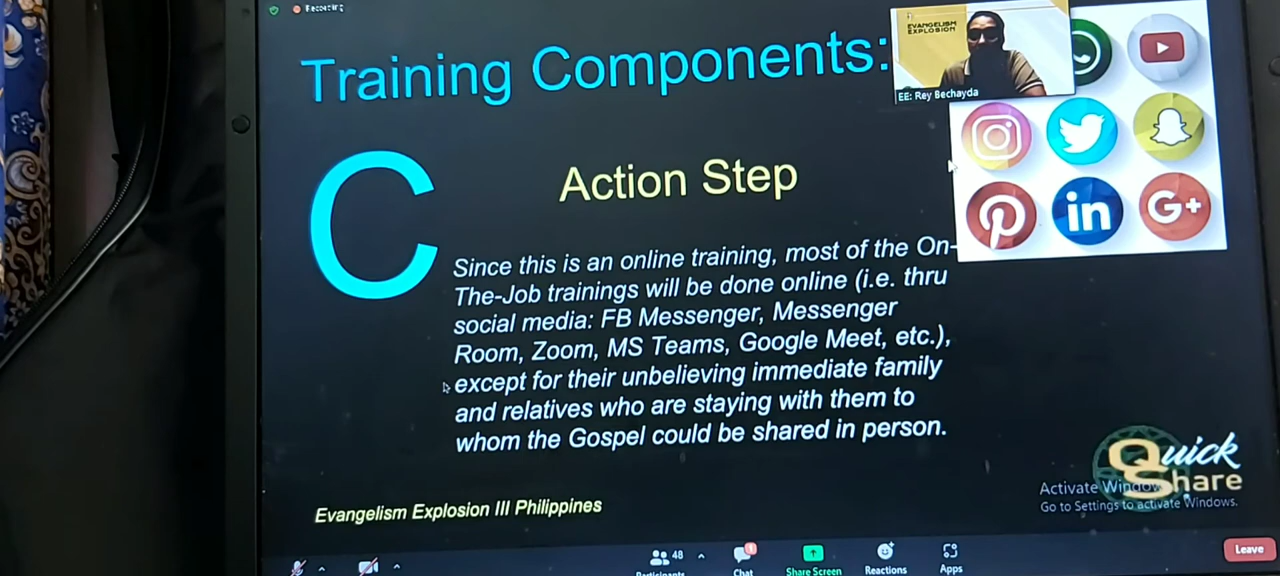 Recording
Training Components:
EVANGELISM
EXPLOSION
EE: Rey Bechayda
C
Action Step
in
G+
Since this is an online training, most of the On-
The-Job trainings will be done online (i.e. thru
social media: FB Messenger, Messenger
Room, Zoom, MS Teams, Google Meet, etc.),
except for their unbelieving immediate family
and relatives who are staying with them to
whom the Gospel could be shared in person.
Quick
Share
Activate Windows
Go to Settings to activate Windows.
Evangelism Explosion III Philippines
48
Participants
1
Chat
Share Screen
Reactions
Apps
Leave